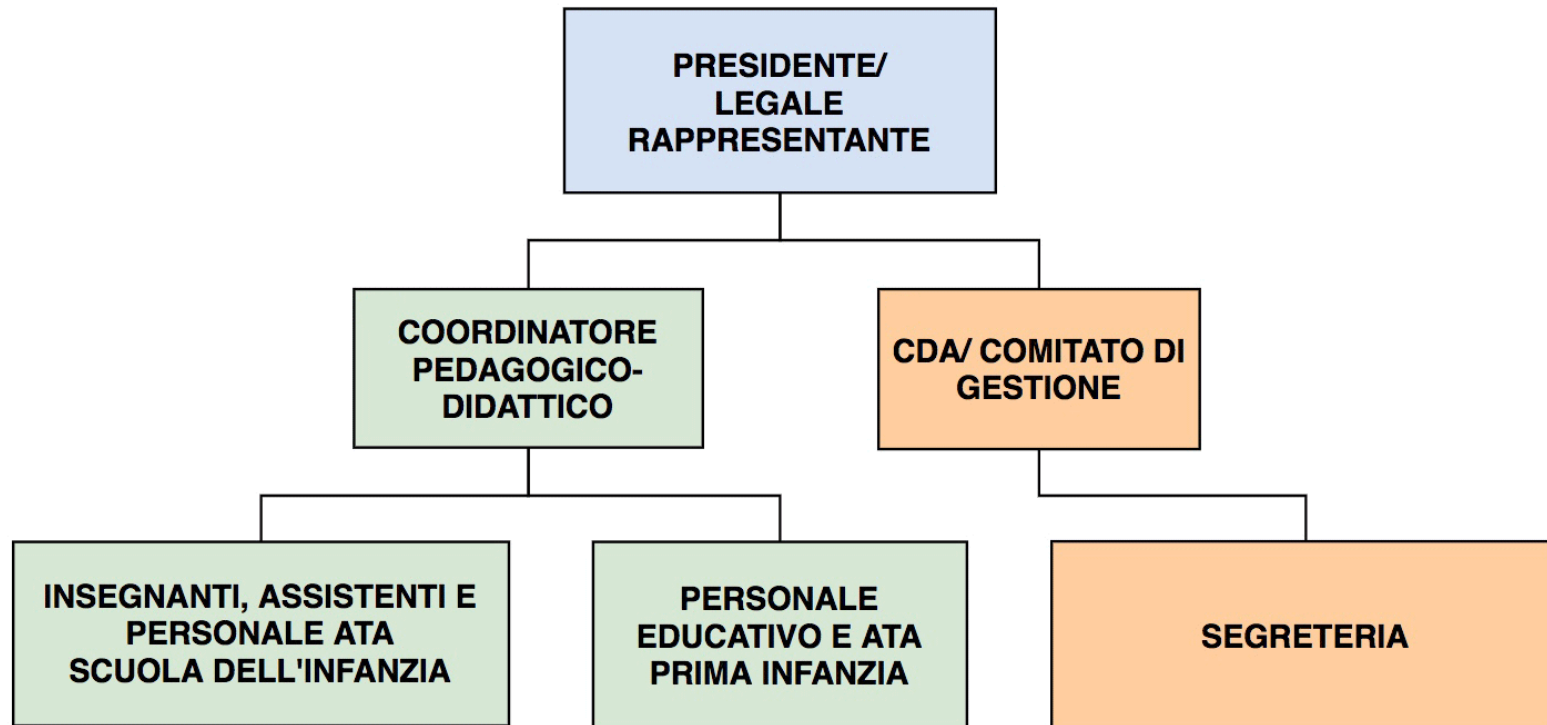 PRESIDENTE/
LEGALE
RAPPRESENTANTE
COORDINATORE
PEDAGOGICO-
DIDATTICO
CDA/ COMITATO DI
GESTIONE
INSEGNANTI, ASSISTENTI E
PERSONALE ATA
SCUOLA DELL'INFANZIA
PERSONALE
EDUCATIVO E ATA
PRIMA INFANZIA
SEGRETERIA